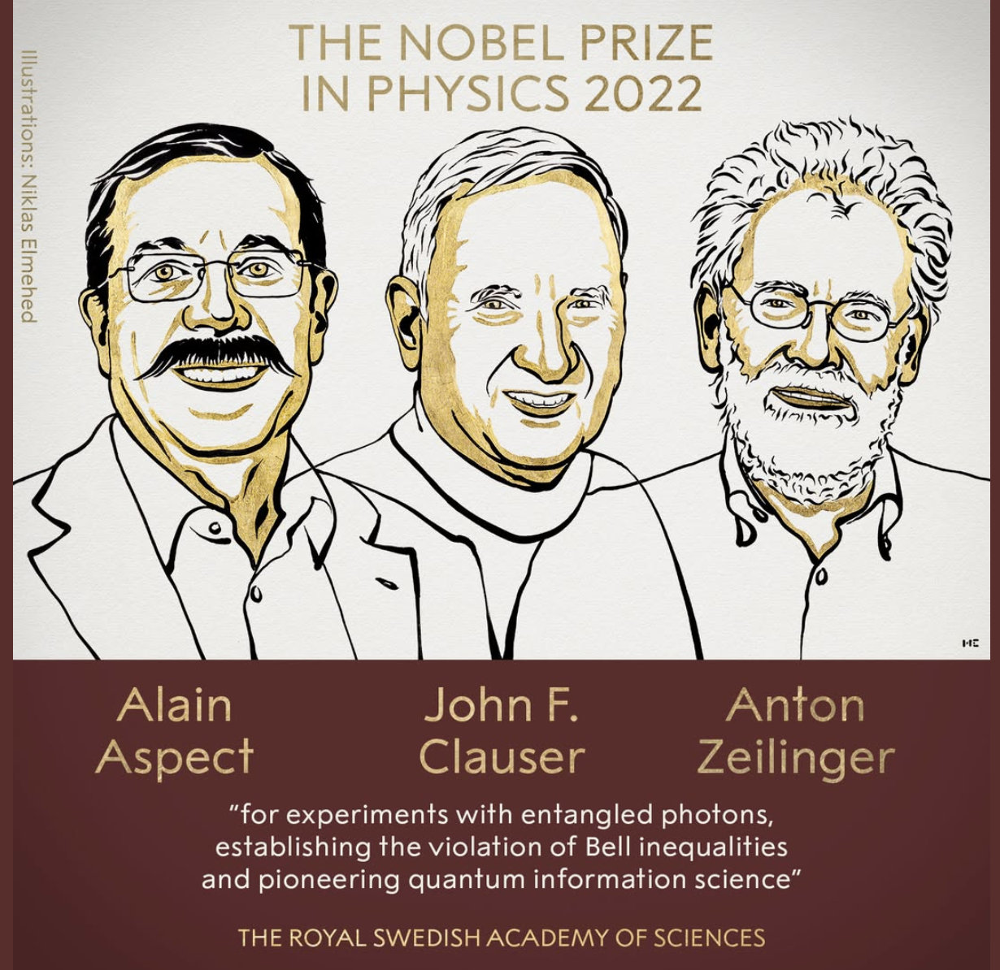 THE NOBEL PRIZE
IN PHYSICS 2022
Illustrations: Niklas Elmehed
Alain
Aspect
John F.
Clauser
Anton
Zeilinger
“for experiments with entangled photons,
establishing the violation of Bell inequalities
and pioneering quantum information science”
THE ROYAL SWEDISH ACADEMY OF SCIENCES